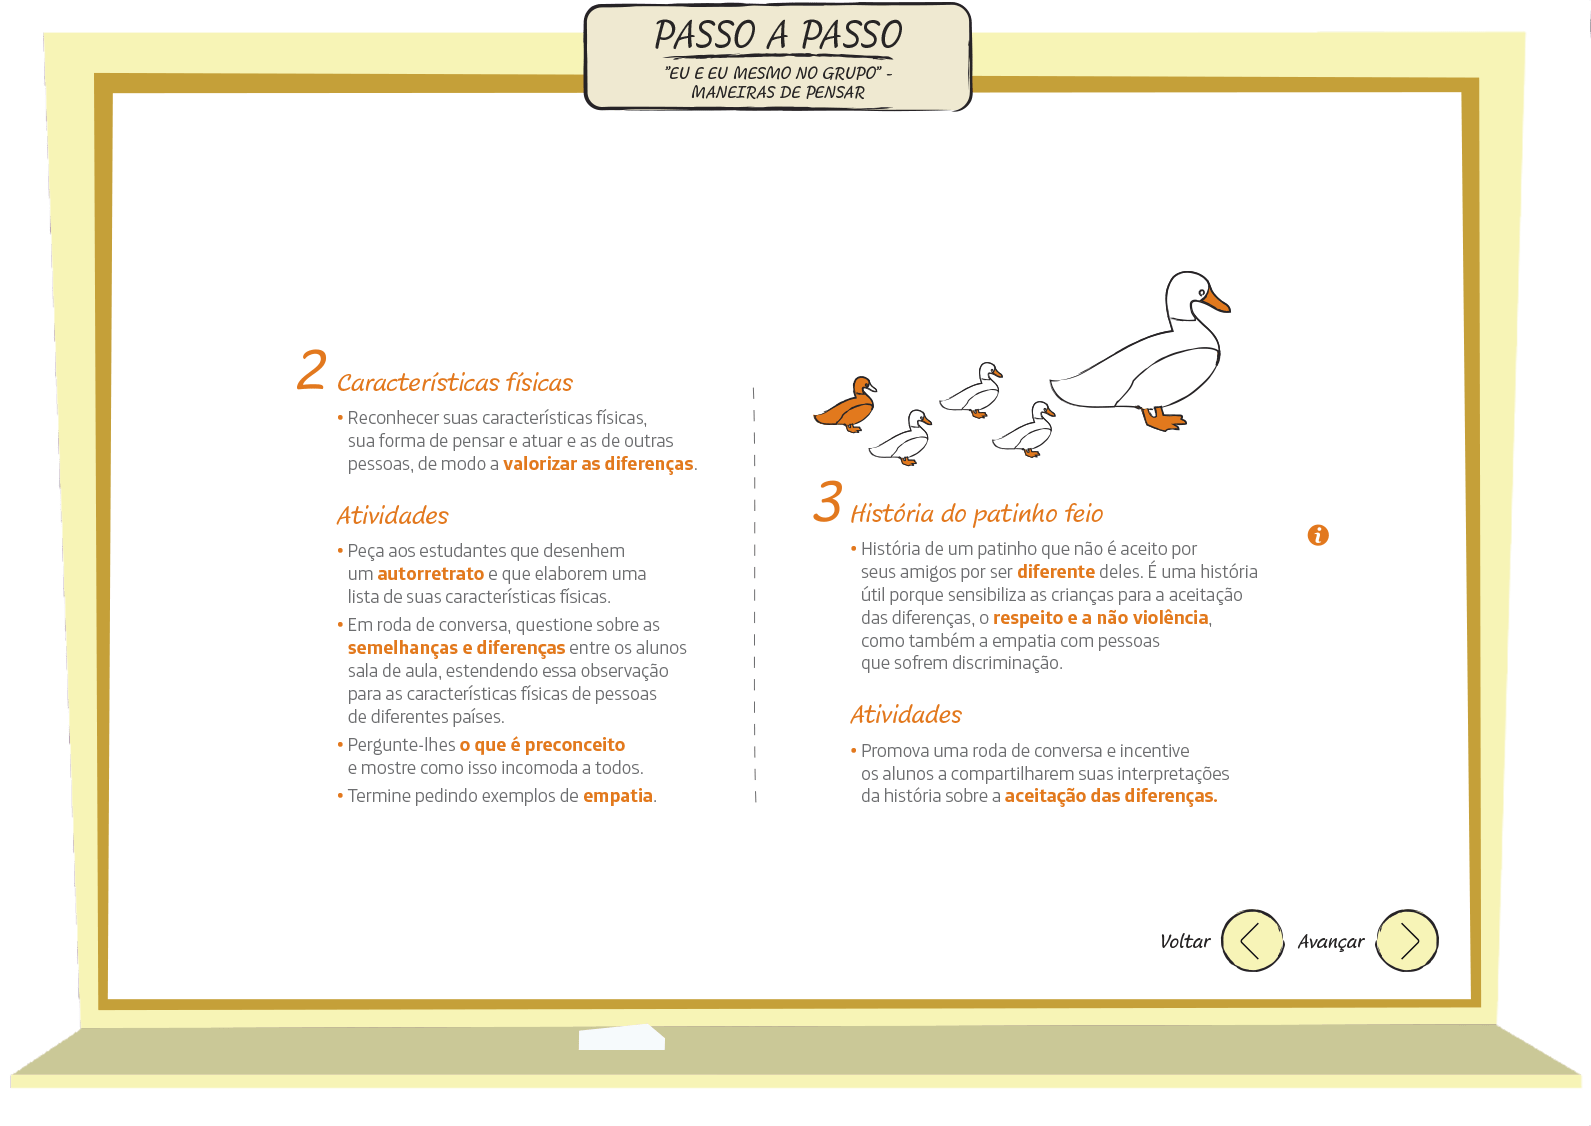 PASSO A PASSO
"EU E EU MESMO NO GRUPO" -
MANEIRAS DE PENSAR
2 Características físicas
• Reconhecer suas características físicas,
sua forma de pensar e atuar e as de outras
pessoas, de modo a valorizar as diferenças.
Atividades
• Peça aos estudantes que desenhem
um autorretrato e que elaborem uma
lista de suas características físicas.
• Em roda de conversa, questione sobre as
semelhanças e diferenças entre os alunos
sala de aula, estendendo essa observação
para as características físicas de pessoas
de diferentes países.
• Pergunte-lhes o que é preconceito
e mostre como isso incomoda a todos.
• Termine pedindo exemplos de empatia.
3 História do patinho feio
i
• História de um patinho que não é aceito por
seus amigos por ser diferente deles. É uma história
útil porque sensibiliza as crianças para a aceitação
das diferenças, o respeito e a não violência,
como também a empatia com pessoas
que sofrem discriminação.
Atividades
• Promova uma roda de conversa e incentive
os alunos a compartilharem suas interpretações
da história sobre a aceitação das diferenças.
Voltar
Avançar